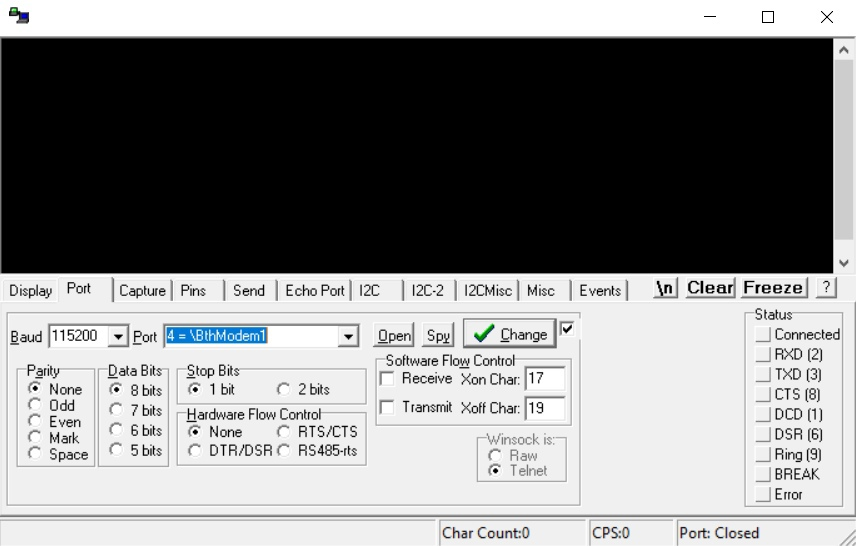 Display Port Capture Pins Send Echo Port I2C I2C-2 I2CMisc Misc Events \n Clear Freeze ?
Baud 115200 Port 4 = \BthModem1 Open Spy Change
Parity
None
Odd
Even
Mark
Space
Data Bits
8 bits
7 bits
6 bits
5 bits
Stop Bits
1 bit 2 bits
Hardware Flow Control
None RTS/CTS
DTR/DSR RS485-rts
Software Flow Control
Receive Xon Char: 17
Transmit Xoff Char: 19
Winsock is:
Raw
Telnet
Status
Connected
RXD (2)
TXD (3)
CTS (8)
DCD (1)
DSR (6)
Ring (9)
BREAK
Error
Char Count:0 CPS:0 Port: Closed